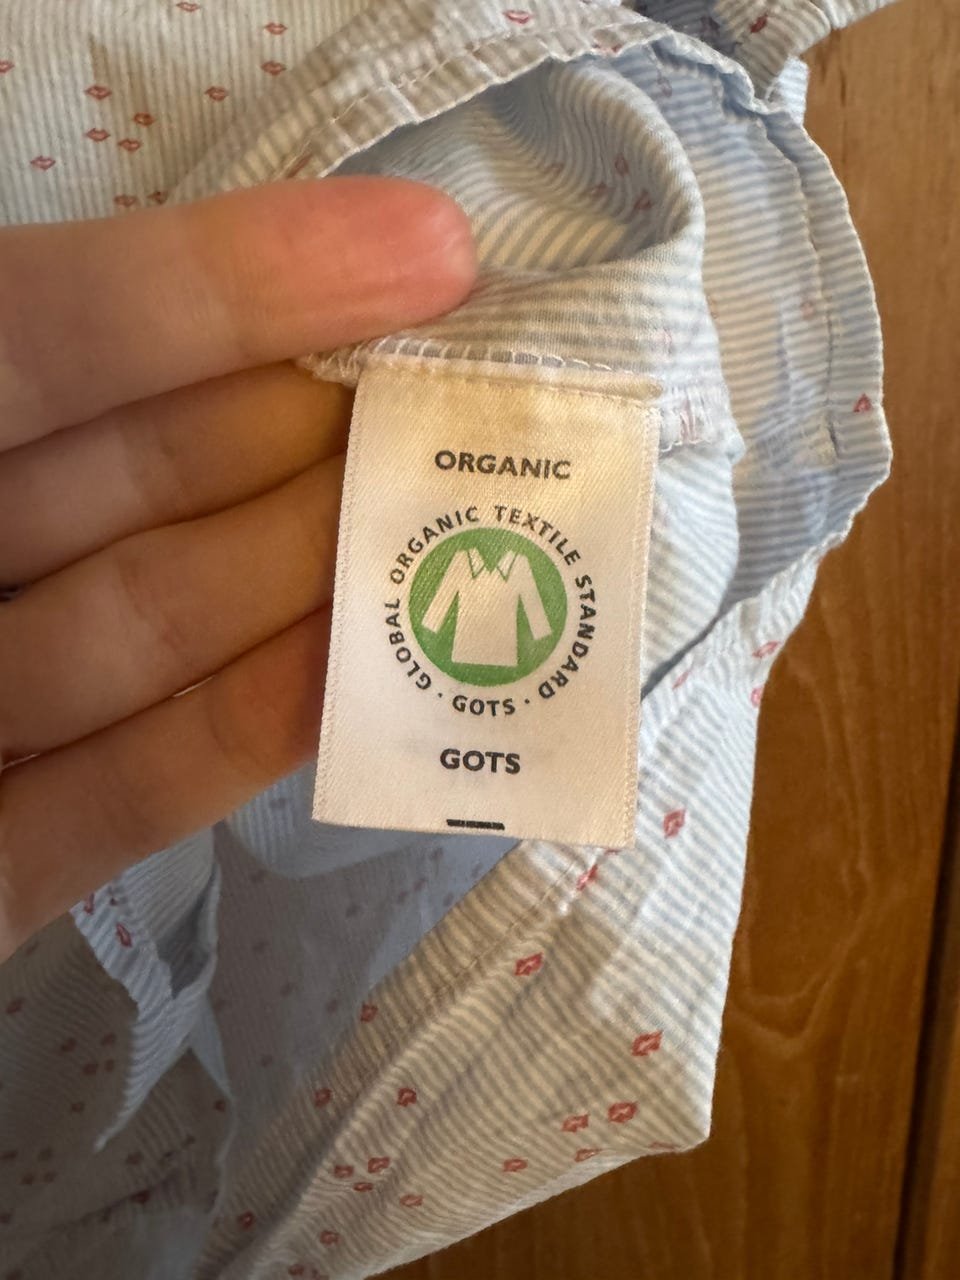 ORGANIC
GLOBAL ORGANIC TEXTILE STANDARD · GOTS ·
GOTS